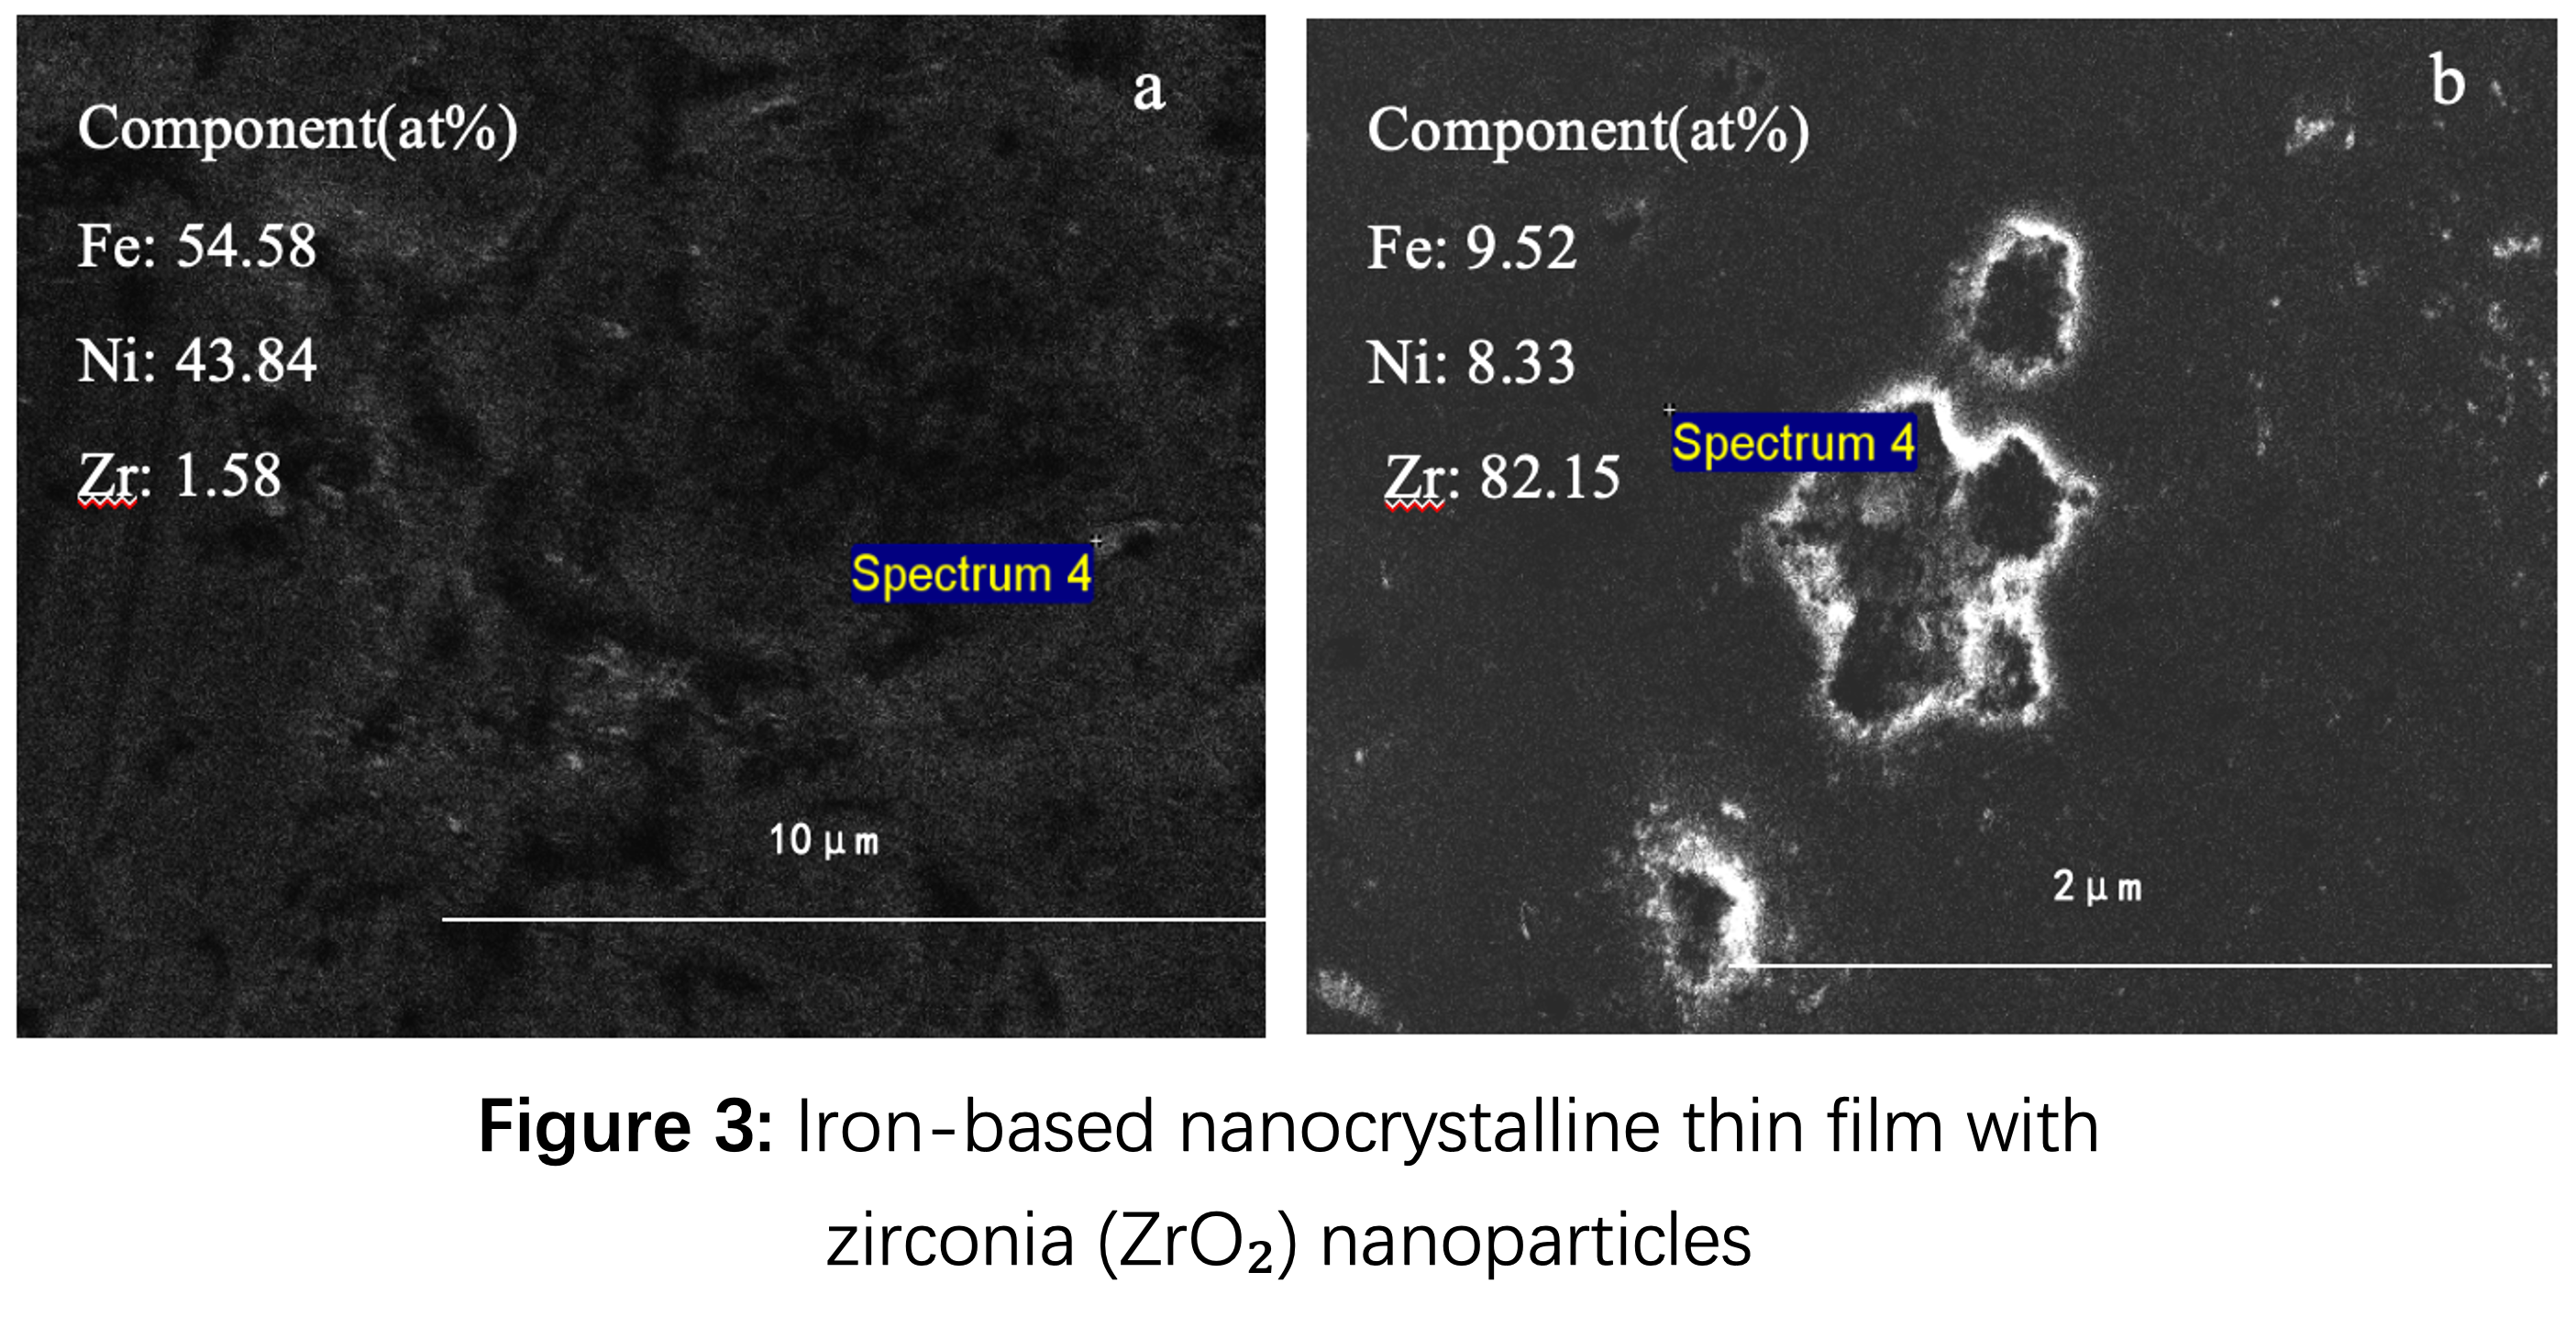 a
Component(at%)
Fe: 54.58
Ni: 43.84
Zr: 1.58
Spectrum 4
10 μm
b
Component(at%)
Fe: 9.52
Ni: 8.33
Zr: 82.15
Spectrum 4
2 μm
Figure 3: Iron-based nanocrystalline thin film with
zirconia (ZrO₂) nanoparticles